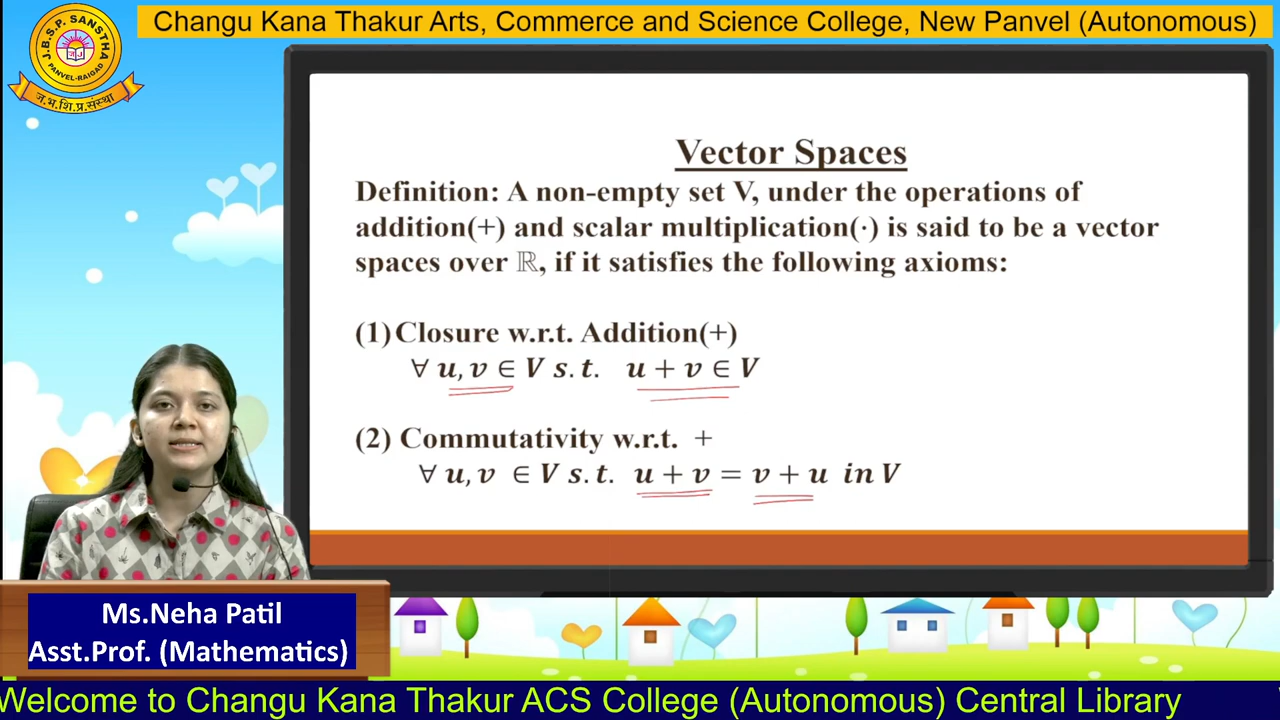 Changu Kana Thakur Arts, Commerce and Science College, New Panvel (Autonomous)
J.B.S.P. SANSTHA
PANVEL-RAIGAD
ज.भ.शि.प्र.संस्था
Vector Spaces
Definition: A non-empty set V, under the operations of
addition(+) and scalar multiplication(·) is said to be a vector
spaces over ℝ, if it satisfies the following axioms:
(1) Closure w.r.t. Addition(+)
∀ u, v ∈ V s.t. u + v ∈ V
(2) Commutativity w.r.t. +
∀ u, v ∈ V s.t. u + v = v + u in V
Ms.Neha Patil
Asst.Prof. (Mathematics)
Welcome to Changu Kana Thakur ACS College (Autonomous) Central Library